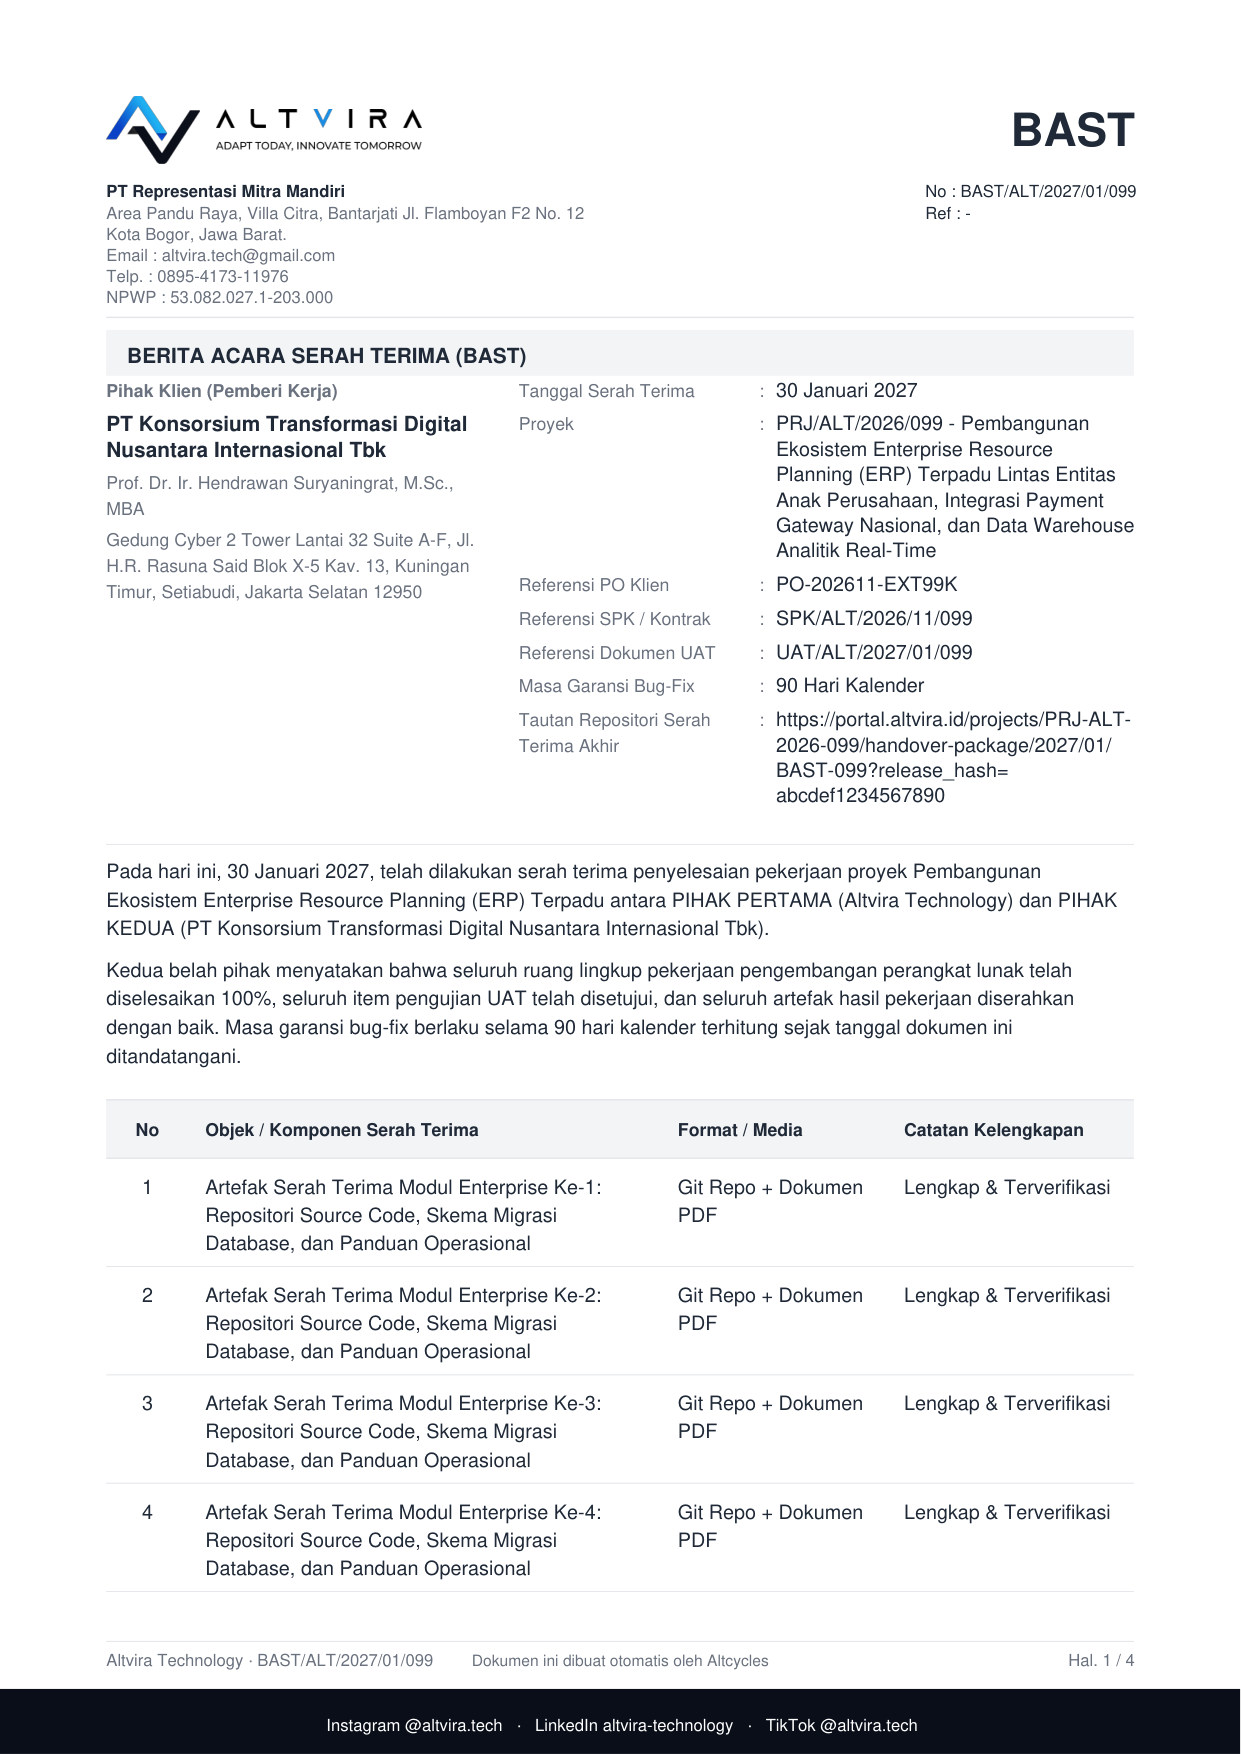 ALTVIRA
ADAPT TODAY, INNOVATE TOMORROW
BAST
PT Representasi Mitra Mandiri
Area Pandu Raya, Villa Citra, Bantarjati Jl. Flamboyan F2 No. 12
Kota Bogor, Jawa Barat.
Email : altvira.tech@gmail.com
Telp. : 0895-4173-11976
NPWP : 53.082.027.1-203.000
No : BAST/ALT/2027/01/099
Ref : -
BERITA ACARA SERAH TERIMA (BAST)
Pihak Klien (Pemberi Kerja)
PT Konsorsium Transformasi Digital
Nusantara Internasional Tbk
Prof. Dr. Ir. Hendrawan Suryaningrat, M.Sc.,
MBA
Gedung Cyber 2 Tower Lantai 32 Suite A-F, Jl.
H.R. Rasuna Said Blok X-5 Kav. 13, Kuningan
Timur, Setiabudi, Jakarta Selatan 12950
Tanggal Serah Terima : 30 Januari 2027
Proyek : PRJ/ALT/2026/099 - Pembangunan
Ekosistem Enterprise Resource
Planning (ERP) Terpadu Lintas Entitas
Anak Perusahaan, Integrasi Payment
Gateway Nasional, dan Data Warehouse
Analitik Real-Time
Referensi PO Klien : PO-202611-EXT99K
Referensi SPK / Kontrak : SPK/ALT/2026/11/099
Referensi Dokumen UAT : UAT/ALT/2027/01/099
Masa Garansi Bug-Fix : 90 Hari Kalender
Tautan Repositori Serah : https://portal.altvira.id/projects/PRJ-ALT-
Terima Akhir 2026-099/handover-package/2027/01/
BAST-099?release_hash=
abcdef1234567890
Pada hari ini, 30 Januari 2027, telah dilakukan serah terima penyelesaian pekerjaan proyek Pembangunan
Ekosistem Enterprise Resource Planning (ERP) Terpadu antara PIHAK PERTAMA (Altvira Technology) dan PIHAK
KEDUA (PT Konsorsium Transformasi Digital Nusantara Internasional Tbk).
Kedua belah pihak menyatakan bahwa seluruh ruang lingkup pekerjaan pengembangan perangkat lunak telah
diselesaikan 100%, seluruh item pengujian UAT telah disetujui, dan seluruh artefak hasil pekerjaan diserahkan
dengan baik. Masa garansi bug-fix berlaku selama 90 hari kalender terhitung sejak tanggal dokumen ini
ditandatangani.
No Objek / Komponen Serah Terima Format / Media Catatan Kelengkapan
1 Artefak Serah Terima Modul Enterprise Ke-1: Git Repo + Dokumen Lengkap & Terverifikasi
Repositori Source Code, Skema Migrasi PDF
Database, dan Panduan Operasional
2 Artefak Serah Terima Modul Enterprise Ke-2: Git Repo + Dokumen Lengkap & Terverifikasi
Repositori Source Code, Skema Migrasi PDF
Database, dan Panduan Operasional
3 Artefak Serah Terima Modul Enterprise Ke-3: Git Repo + Dokumen Lengkap & Terverifikasi
Repositori Source Code, Skema Migrasi PDF
Database, dan Panduan Operasional
4 Artefak Serah Terima Modul Enterprise Ke-4: Git Repo + Dokumen Lengkap & Terverifikasi
Repositori Source Code, Skema Migrasi PDF
Database, dan Panduan Operasional
Altvira Technology · BAST/ALT/2027/01/099 Dokumen ini dibuat otomatis oleh Altcycles Hal. 1 / 4
Instagram @altvira.tech · LinkedIn altvira-technology · TikTok @altvira.tech